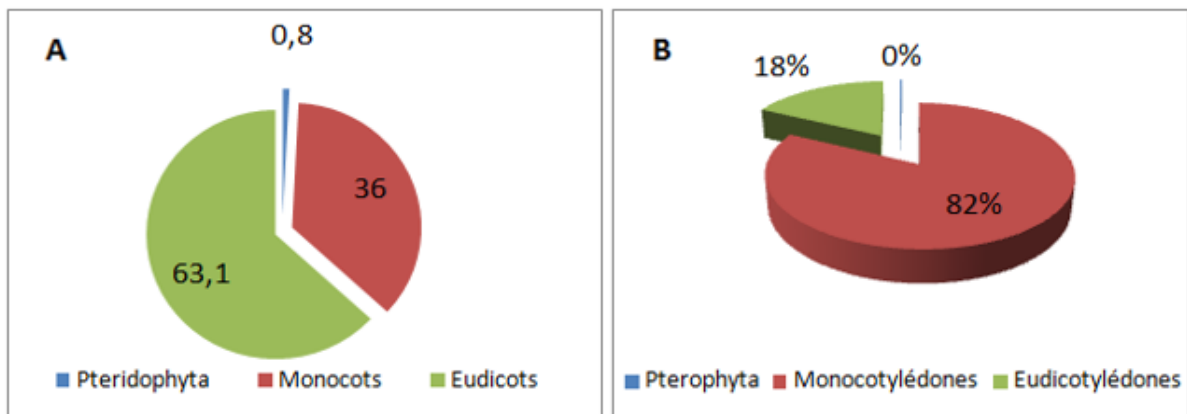 A
0,8
36
63,1
Pteridophyta Monocots Eudicots
B
0%
18%
82%
Pterophyta Monocotylédones Eudicotylédones